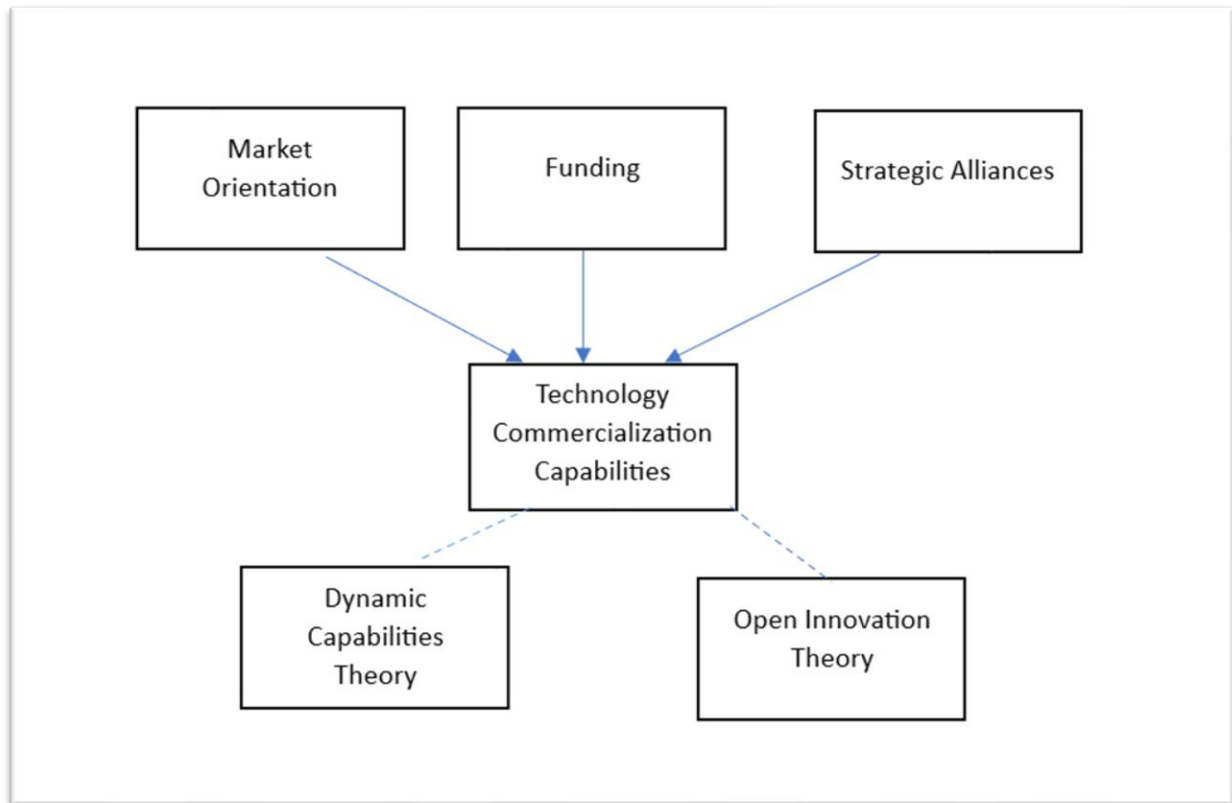 Market
Orientation
Funding
Strategic Alliances
Technology
Commercialization
Capabilities
Dynamic
Capabilities
Theory
Open Innovation
Theory